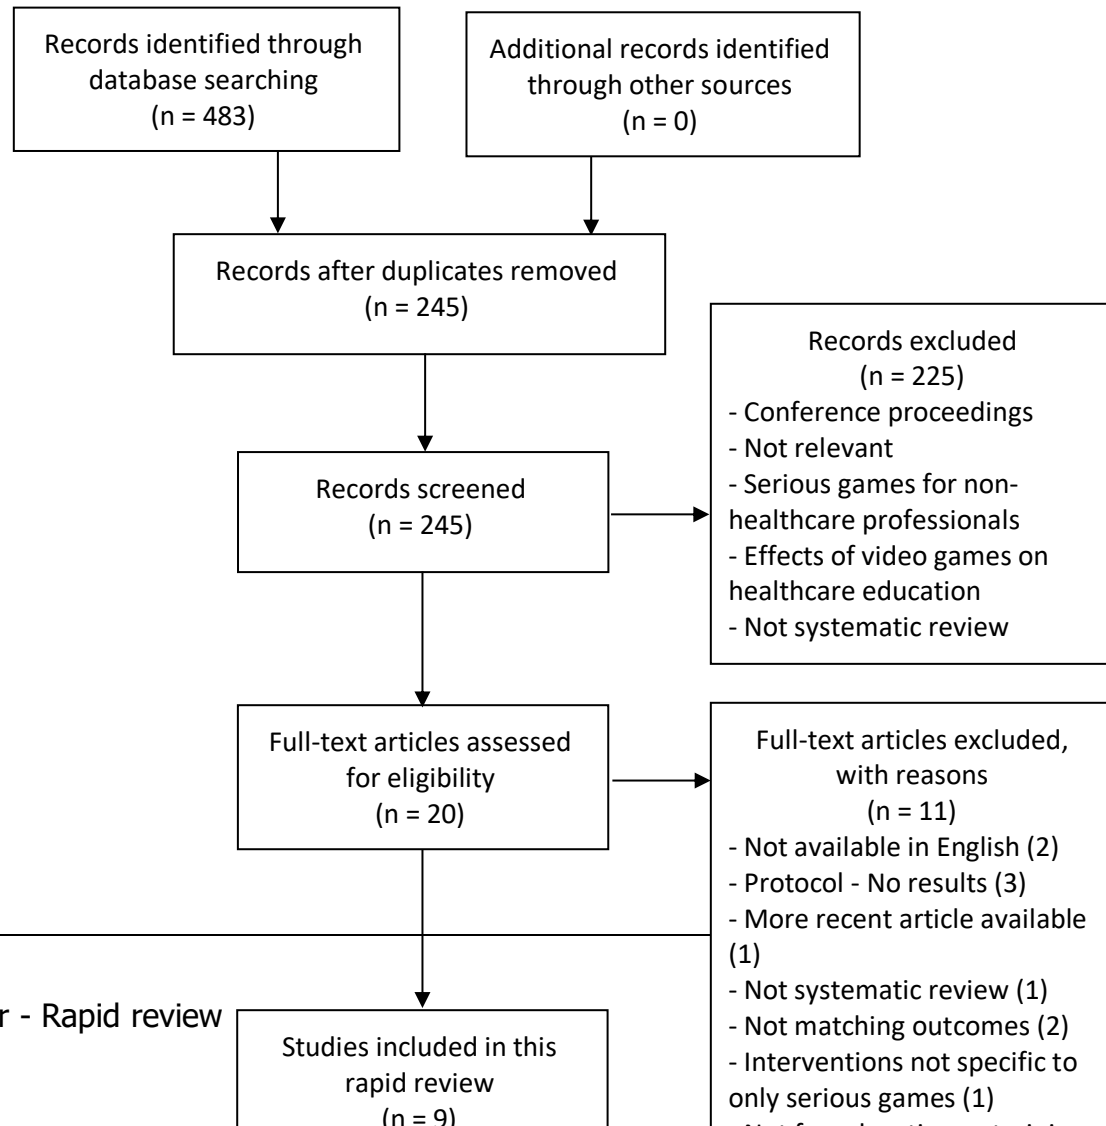 Records identified through
database searching
(n = 483)
Additional records identified
through other sources
(n = 0)
Records after duplicates removed
(n = 245)
Records screened
(n = 245)
Records excluded
(n = 225)
- Conference proceedings
- Not relevant
- Serious games for non-
healthcare professionals
- Effects of video games on
healthcare education
- Not systematic review
Full-text articles assessed
for eligibility
(n = 20)
Full-text articles excluded,
with reasons
(n = 11)
- Not available in English (2)
- Protocol - No results (3)
- More recent article available
(1)
- Not systematic review (1)
- Not matching outcomes (2)
- Interventions not specific to
only serious games (1)
r - Rapid review
Studies included in this
rapid review
(n = 9)